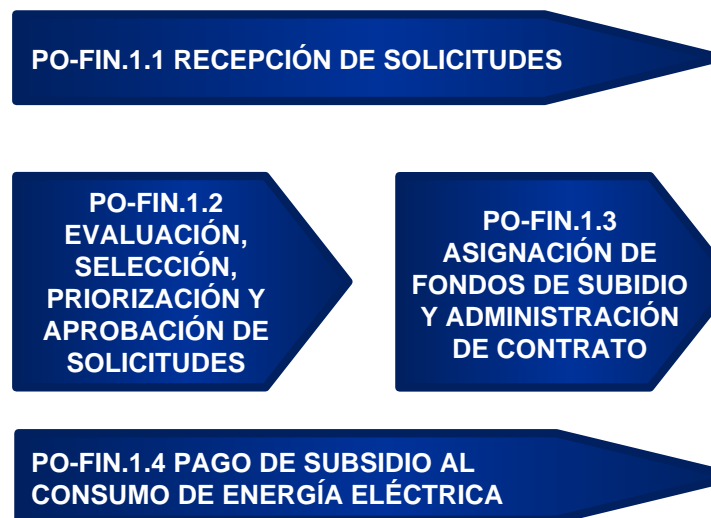 PO-FIN.1.1 RECEPCIÓN DE SOLICITUDES
PO-FIN.1.2
EVALUACIÓN,
SELECCIÓN,
PRIORIZACIÓN Y
APROBACIÓN DE
SOLICITUDES
PO-FIN.1.3
ASIGNACIÓN DE
FONDOS DE SUBIDIO
Y ADMINISTRACIÓN
DE CONTRATO
PO-FIN.1.4 PAGO DE SUBSIDIO AL
CONSUMO DE ENERGÍA ELÉCTRICA